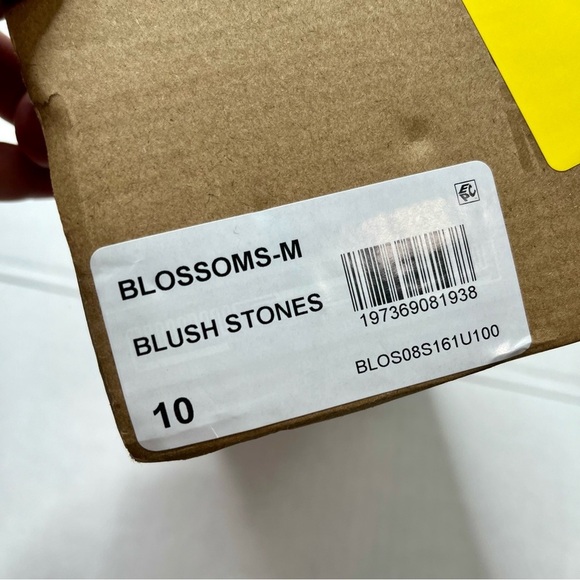 BLOSSOMS-M
BLUSH STONES
10
197369081938
BLOS08S161U100